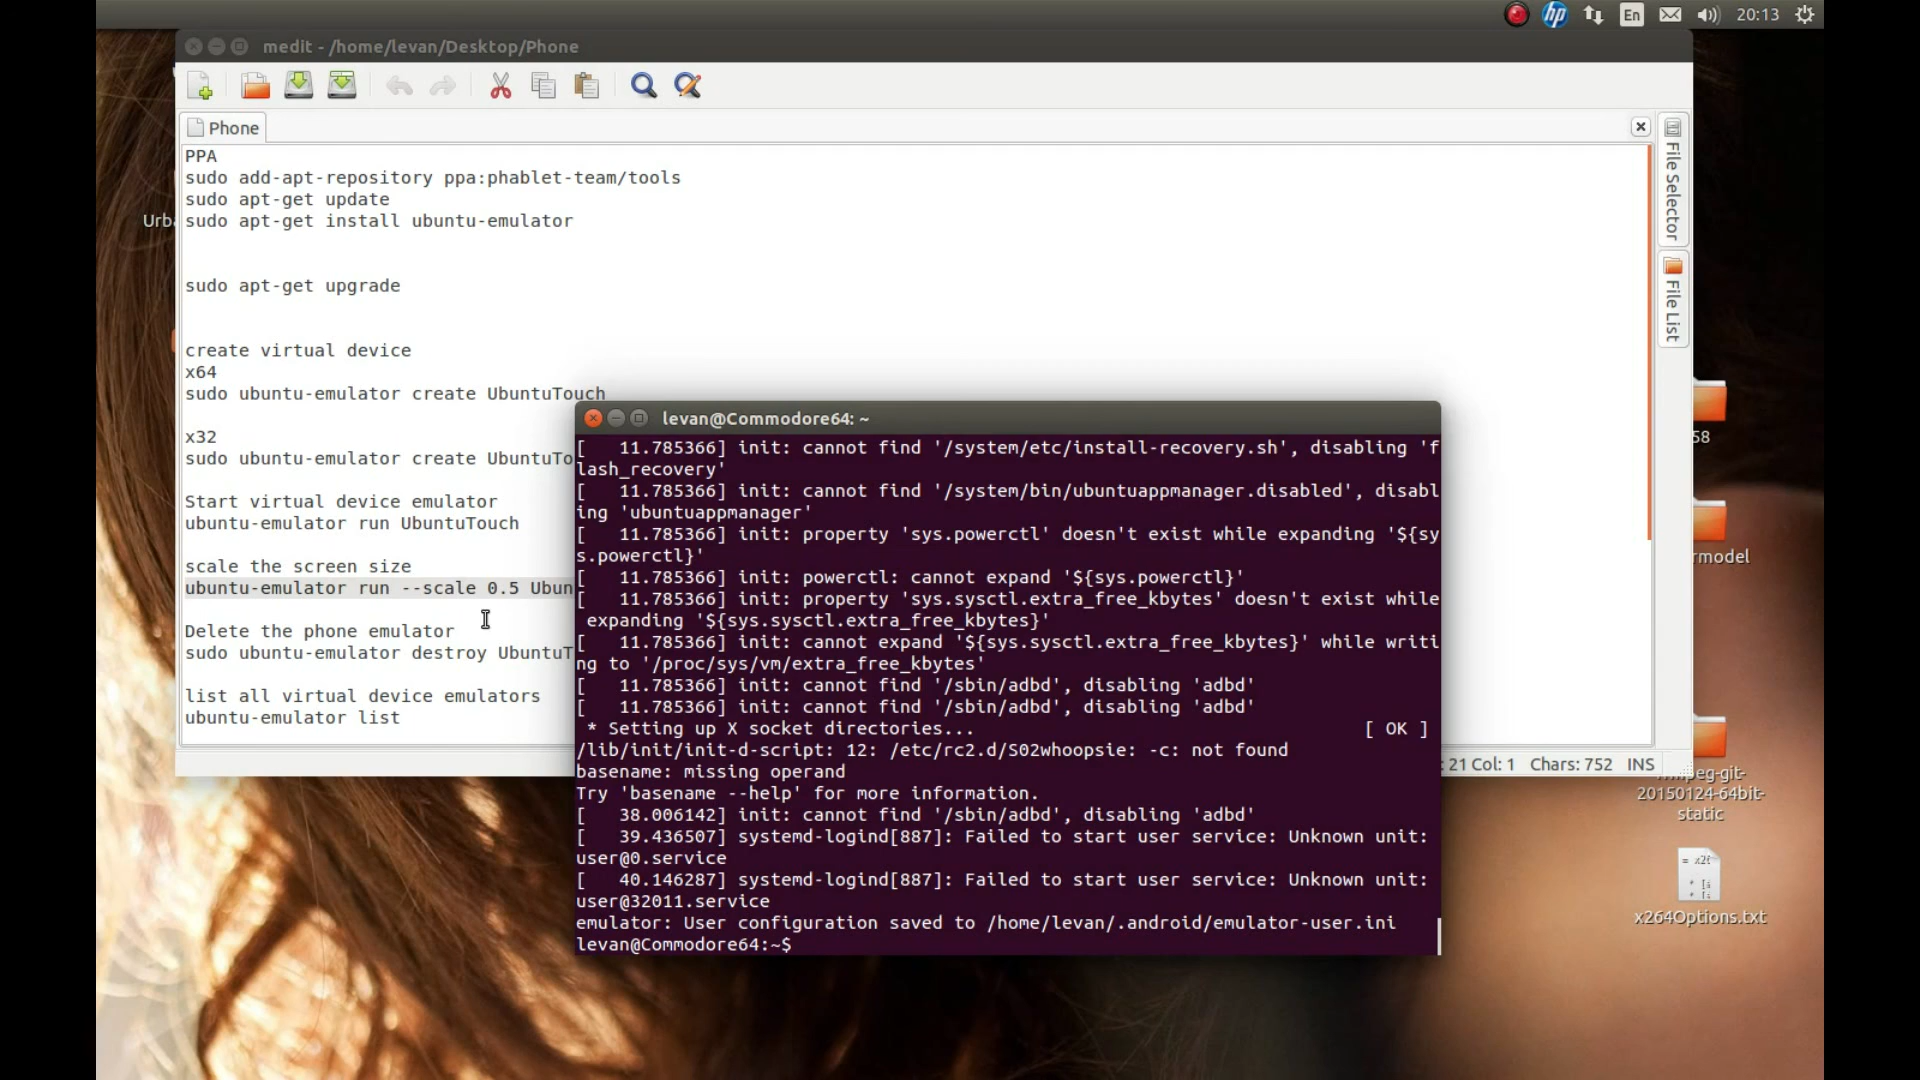 hp
En
20:13
medit - /home/levan/Desktop/Phone
Phone
File Selector
File List
PPA
sudo add-apt-repository ppa:phablet-team/tools
sudo apt-get update
sudo apt-get install ubuntu-emulator
sudo apt-get upgrade
create virtual device
x64
sudo ubuntu-emulator create UbuntuTouch
x32
sudo ubuntu-emulator create UbuntuTo
Start virtual device emulator
ubuntu-emulator run UbuntuTouch
scale the screen size
ubuntu-emulator run --scale 0.5 Ubun
Delete the phone emulator
sudo ubuntu-emulator destroy UbuntuT
list all virtual device emulators
ubuntu-emulator list
: 21 Col: 1 Chars: 752 INS
levan@Commodore64: ~
[   11.785366] init: cannot find '/system/etc/install-recovery.sh', disabling 'f
lash_recovery'
[   11.785366] init: cannot find '/system/bin/ubuntuappmanager.disabled', disabl
ing 'ubuntuappmanager'
[   11.785366] init: property 'sys.powerctl' doesn't exist while expanding '${sy
s.powerctl}'
[   11.785366] init: powerctl: cannot expand '${sys.powerctl}'
[   11.785366] init: property 'sys.sysctl.extra_free_kbytes' doesn't exist while
 expanding '${sys.sysctl.extra_free_kbytes}'
[   11.785366] init: cannot expand '${sys.sysctl.extra_free_kbytes}' while writi
ng to '/proc/sys/vm/extra_free_kbytes'
[   11.785366] init: cannot find '/sbin/adbd', disabling 'adbd'
[   11.785366] init: cannot find '/sbin/adbd', disabling 'adbd'
 * Setting up X socket directories... [ OK ]
/lib/init/init-d-script: 12: /etc/rc2.d/S02whoopsie: -c: not found
basename: missing operand
Try 'basename --help' for more information.
[   38.006142] init: cannot find '/sbin/adbd', disabling 'adbd'
[   39.436507] systemd-logind[887]: Failed to start user service: Unknown unit:
user@0.service
[   40.146287] systemd-logind[887]: Failed to start user service: Unknown unit:
user@32011.service
emulator: User configuration saved to /home/levan/.android/emulator-user.ini
levan@Commodore64:~$
Urba
58
rmodel
mpeg-git-
20150124-64bit-
static
x264Options.txt